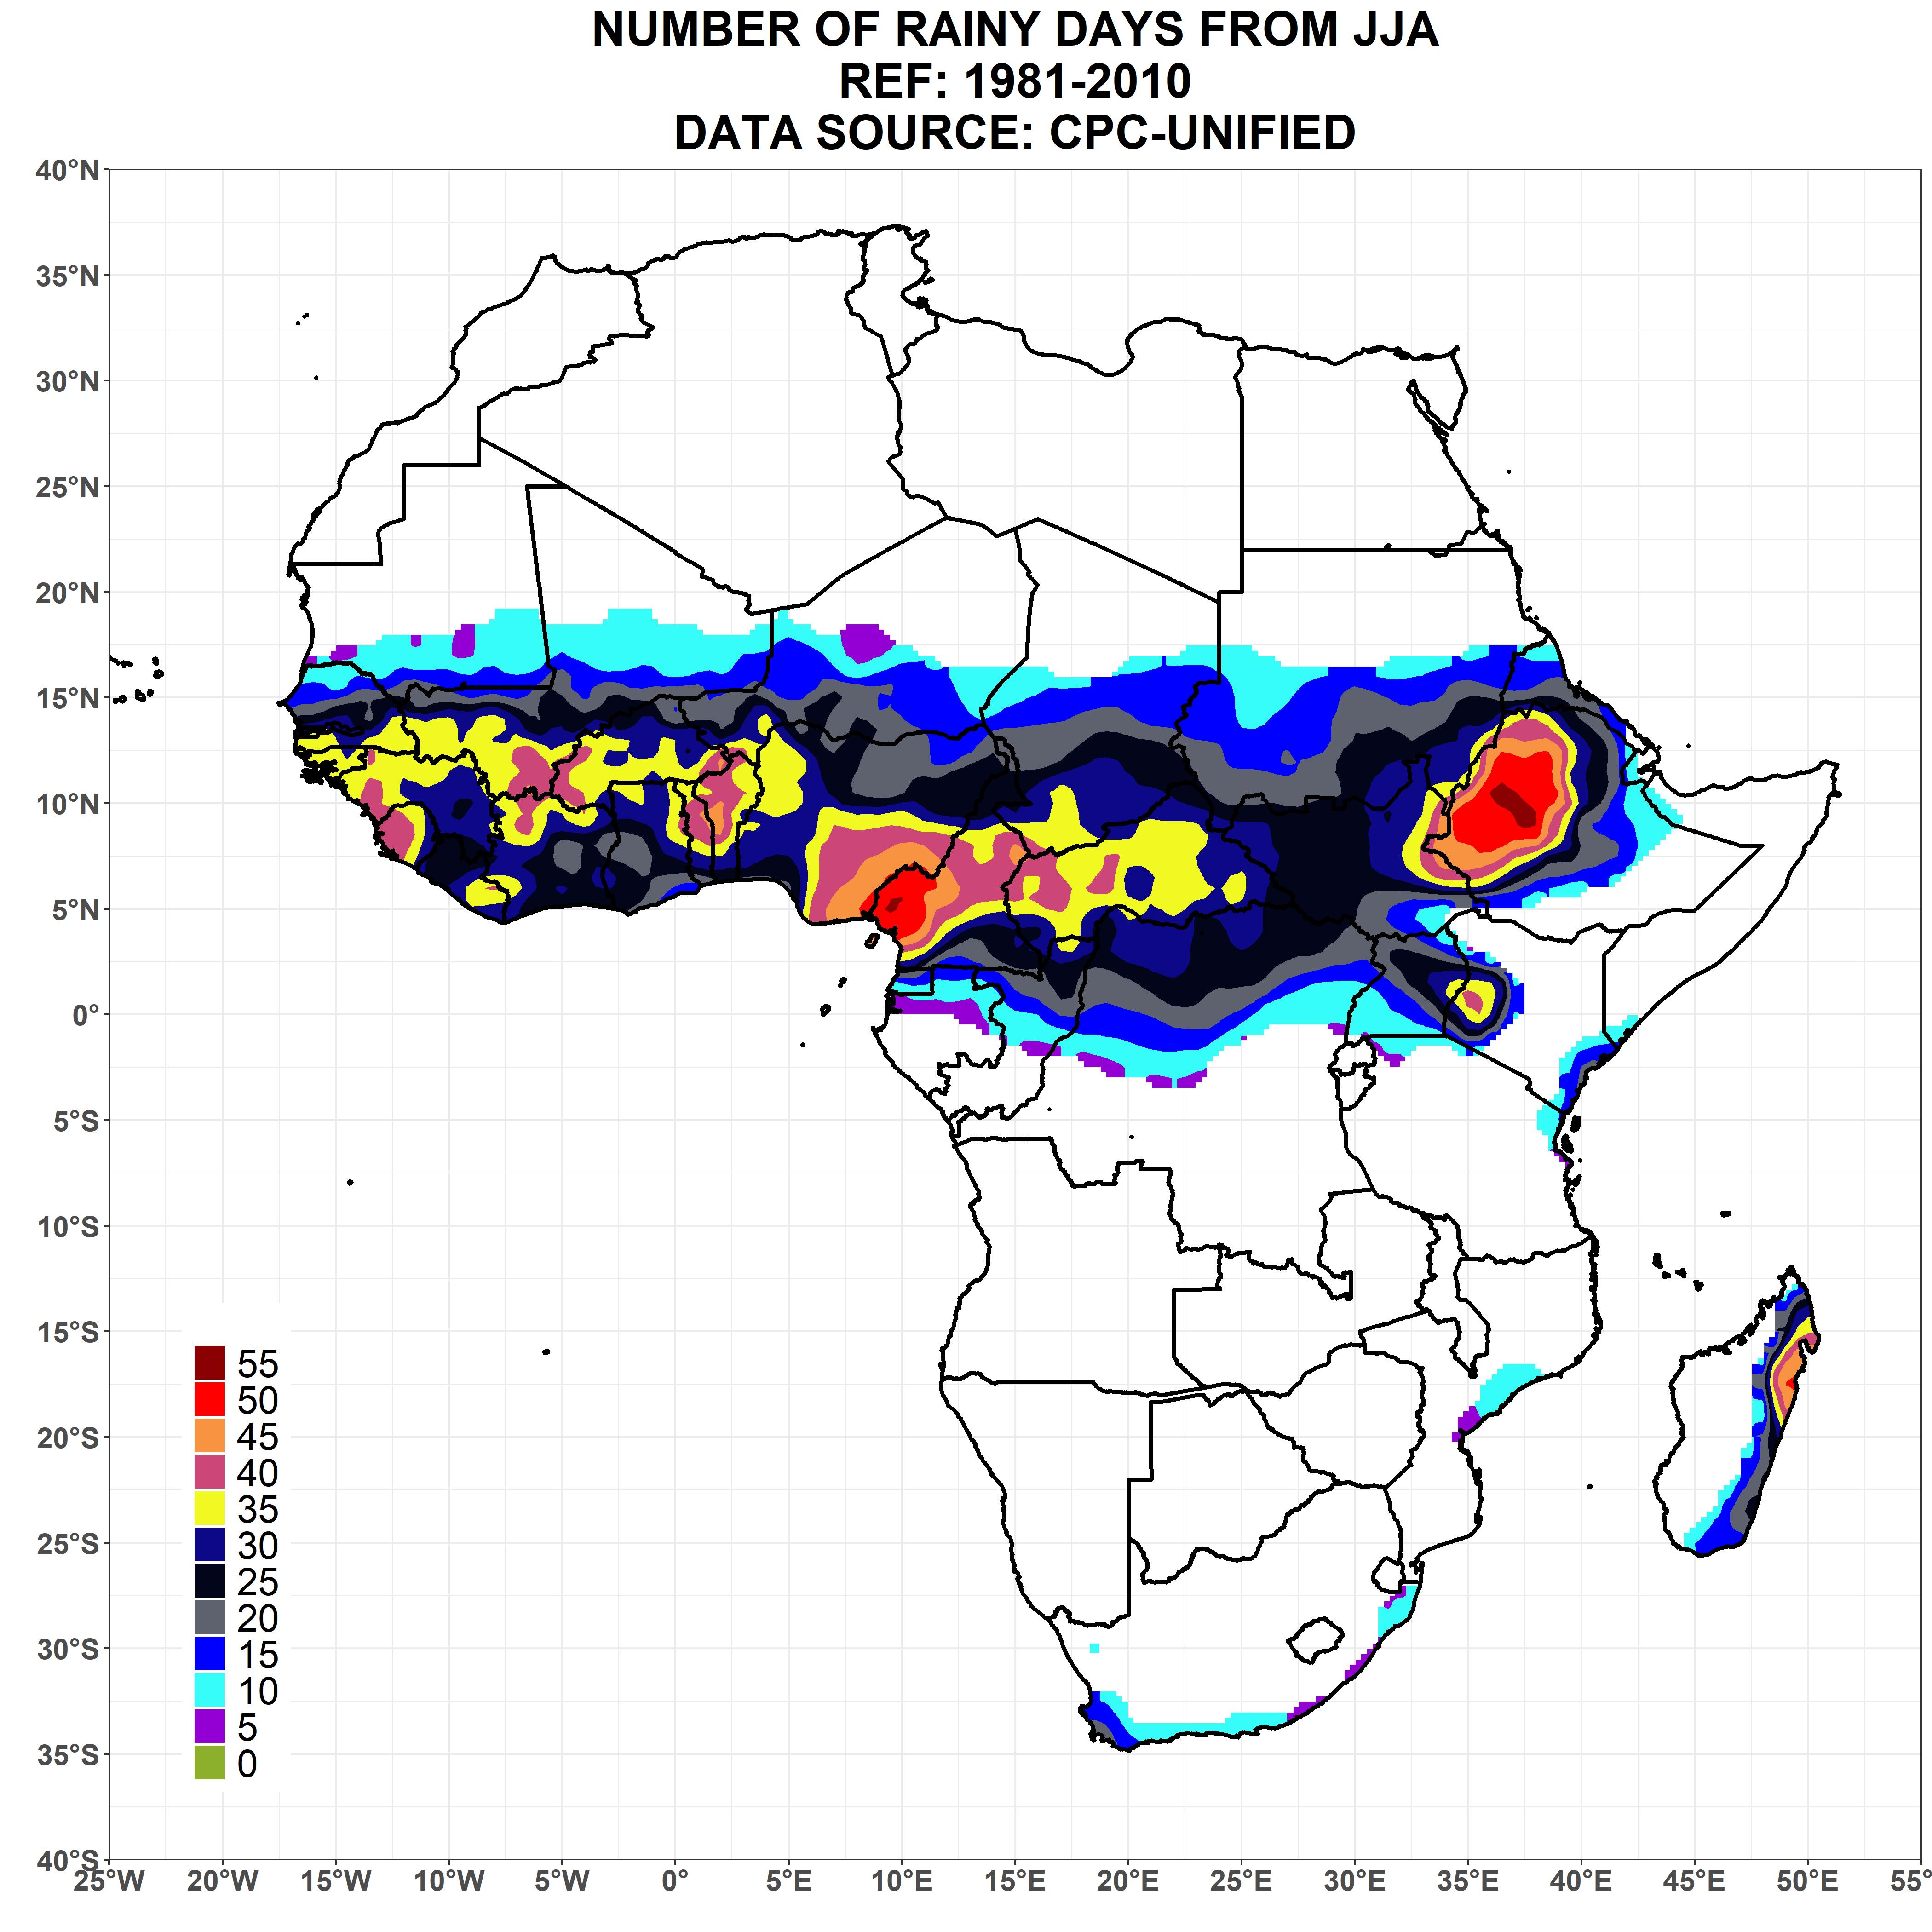 NUMBER OF RAINY DAYS FROM JJA
REF: 1981-2010
DATA SOURCE: CPC-UNIFIED
40°N
35°N
30°N
25°N
20°N
15°N
10°N
5°N
0°
5°S
10°S
15°S
20°S
25°S
30°S
35°S
40°S
55
50
45
40
35
30
25
20
15
10
5
0
25°W 20°W 15°W 10°W 5°W 0° 5°E 10°E 15°E 20°E 25°E 30°E 35°E 40°E 45°E 50°E 55°